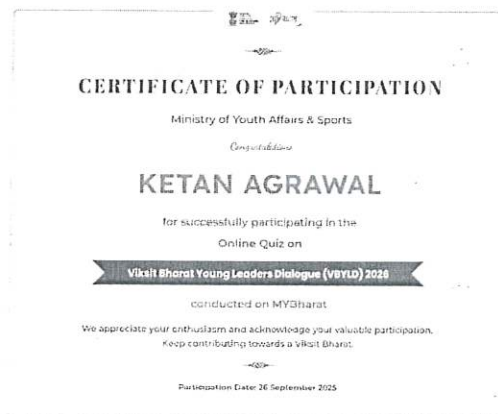 CERTIFICATE OF PARTICIPATION
Ministry of Youth Affairs & Sports
Congratulations
KETAN AGRAWAL
for successfully participating in the
Online Quiz on
Viksit Bharat Young Leaders Dialogue (VBYLD) 2026
conducted on MYBharat
We appreciate your enthusiasm and acknowledge your valuable participation.
Keep contributing towards a Viksit Bharat.
Participation Date: 26 September 2025